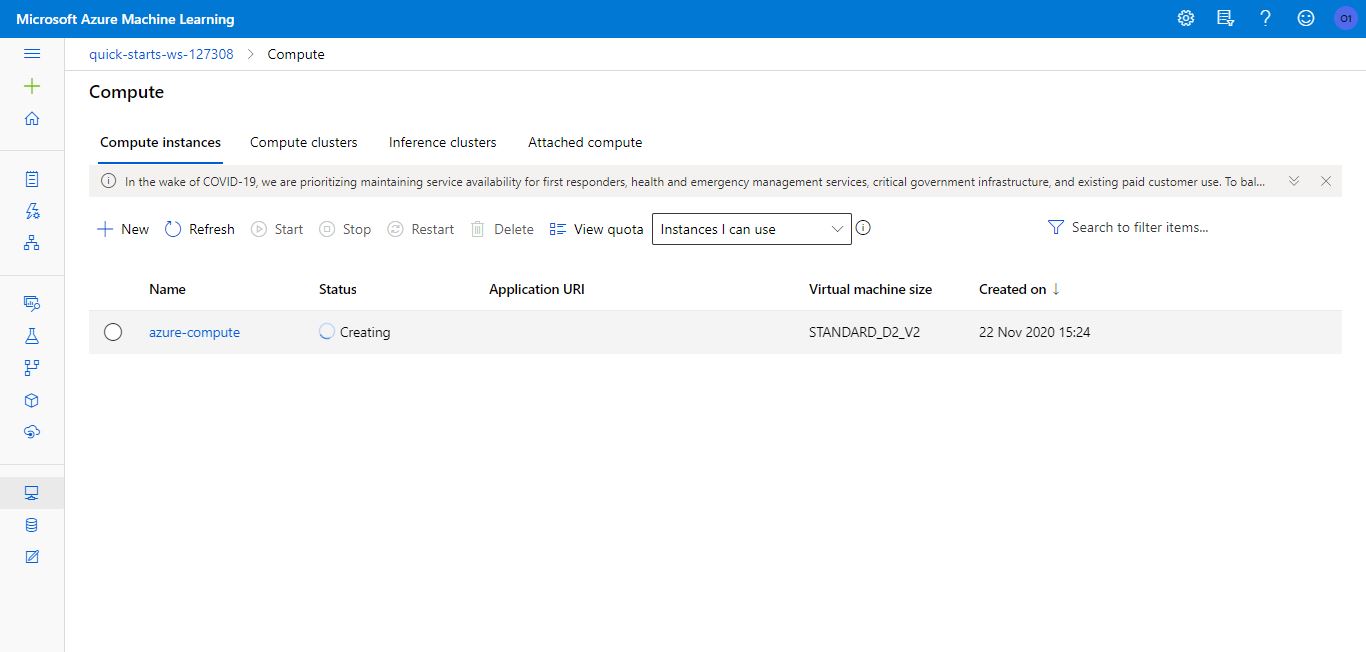 Microsoft Azure Machine Learning
O1
quick-starts-ws-127308 > Compute
Compute
Compute instances Compute clusters Inference clusters Attached compute
In the wake of COVID-19, we are prioritizing maintaining service availability for first responders, health and emergency management services, critical government infrastructure, and existing paid customer use. To bal...
New Refresh Start Stop Restart Delete View quota Instances I can use Search to filter items...
Name Status Application URI Virtual machine size Created on ↓
azure-compute Creating STANDARD_D2_V2 22 Nov 2020 15:24